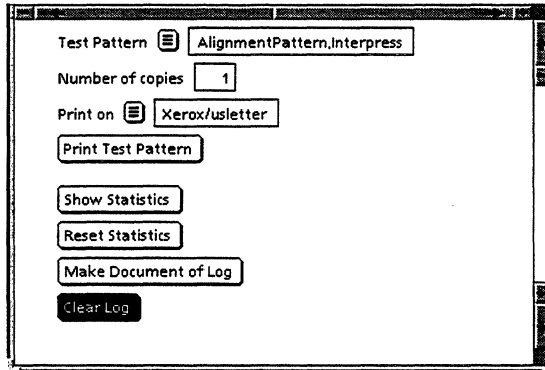 Test Pattern AlignmentPattern,Interpress
Number of copies 1
Print on Xerox/usletter
Print Test Pattern
Show Statistics
Reset Statistics
Make Document of Log
Clear Log